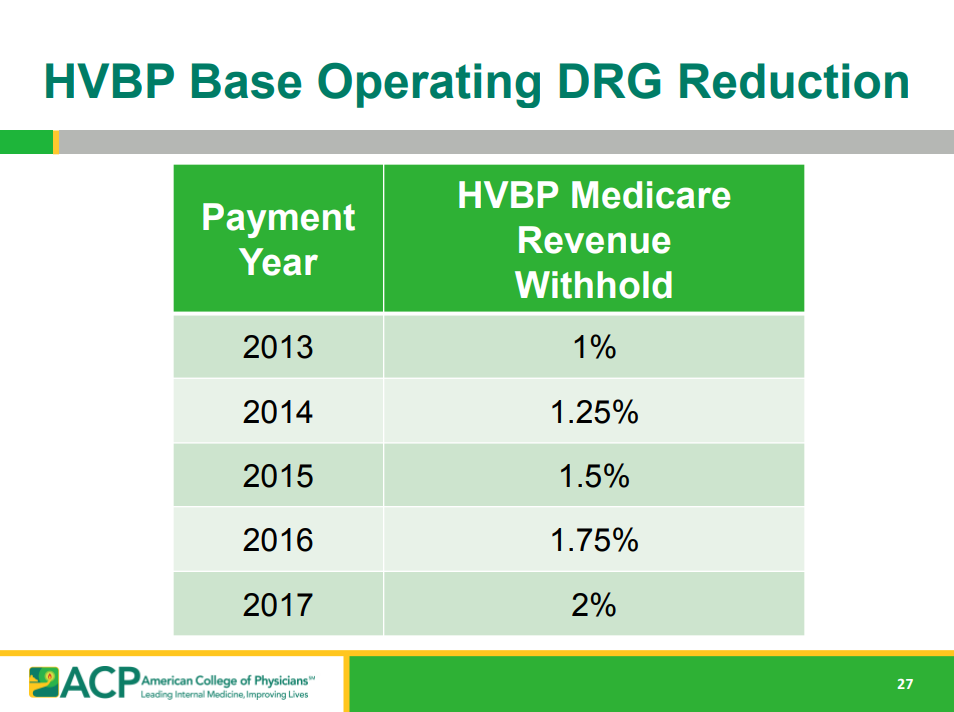 HVBP Base Operating DRG Reduction
Payment
Year
HVBP Medicare
Revenue
Withhold
2013 1%
2014 1.25%
2015 1.5%
2016 1.75%
2017 2%
ACP American College of Physicians℠
Leading Internal Medicine, Improving Lives
27